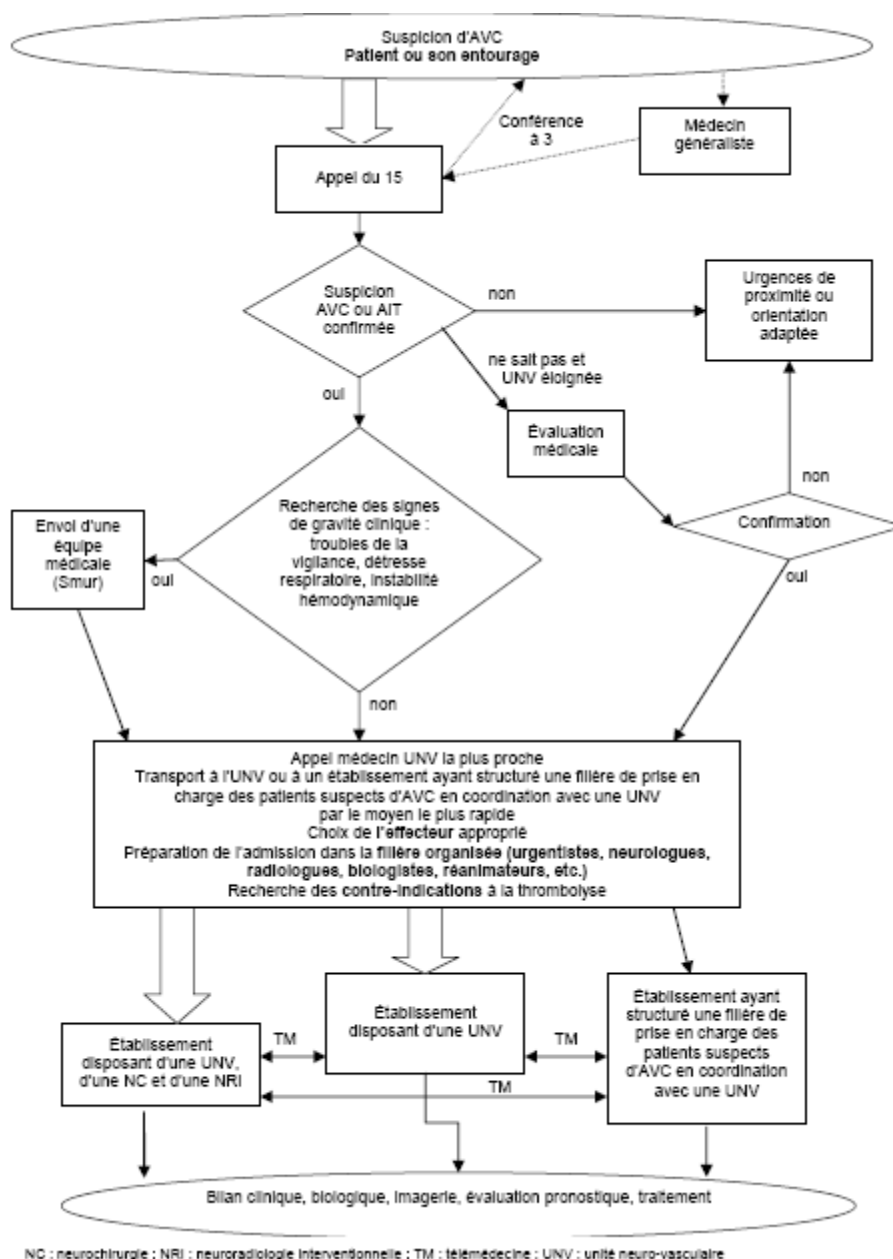 Suspicion d'AVC
Patient ou son entourage
Conférence
à 3
Médecin
généraliste
Appel du 15
Suspicion
AVC ou AIT
confirmée
non
Urgences de
proximité ou
orientation
adaptée
ne sait pas et
UNV éloignée
oui
Évaluation
médicale
non
Recherche des signes
de gravité clinique :
troubles de la
vigilance, détresse
respiratoire, instabilité
hémodynamique
Confirmation
Envoi d'une
équipe
médicale
(Smur)
oui
oui
non
Appel médecin UNV la plus proche
Transport à l'UNV ou à un établissement ayant structuré une filière de prise en
charge des patients suspects d'AVC en coordination avec une UNV
par le moyen le plus rapide
Choix de l'effecteur approprié
Préparation de l'admission dans la filière organisée (urgentistes, neurologues,
radiologues, biologistes, réanimateurs, etc.)
Recherche des contre-indications à la thrombolyse
Établissement
disposant d'une UNV,
d'une NC et d'une NRI
TM
Établissement
disposant d'une UNV
TM
TM
Établissement ayant
structuré une filière de
prise en charge des
patients suspects
d'AVC en coordination
avec une UNV
Bilan clinique, biologique, imagerie, évaluation pronostique, traitement
NC : neurochirurgie ; NRI : neuroradiologie interventionnelle ; TM : télémédecine ; UNV : unité neuro-vasculaire